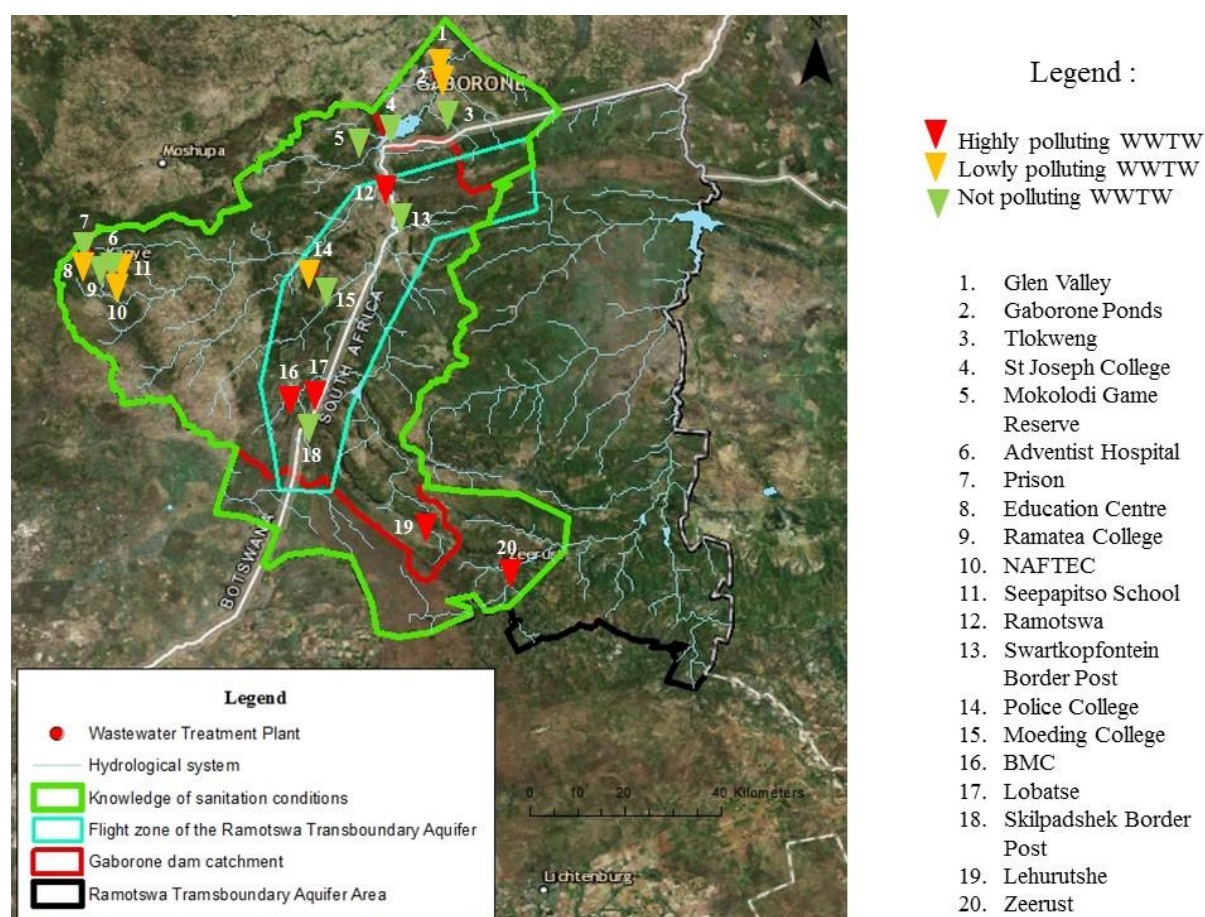 N
1
2
GABORONE
3
4
5
Moshupa
12
13
7
6
Kanye
8
11
9
10
14
15
16
17
SOUTH AFRICA
18
BOTSWANA
19
20
Zeerust
Lichtenburg
0 10 20 40 Kilometers
Legend
Wastewater Treatment Plant
Hydrological system
Knowledge of sanitation conditions
Flight zone of the Ramotswa Transboundary Aquifer
Gaborone dam catchment
Ramotswa Tramsboundary Aquifer Area
Legend :
Highly polluting WWTW
Lowly polluting WWTW
Not polluting WWTW
1. Glen Valley
2. Gaborone Ponds
3. Tlokweng
4. St Joseph College
5. Mokolodi Game
Reserve
6. Adventist Hospital
7. Prison
8. Education Centre
9. Ramatea College
10. NAFTEC
11. Seepapitso School
12. Ramotswa
13. Swartkopfontein
Border Post
14. Police College
15. Moeding College
16. BMC
17. Lobatse
18. Skilpadshek Border
Post
19. Lehurutshe
20. Zeerust